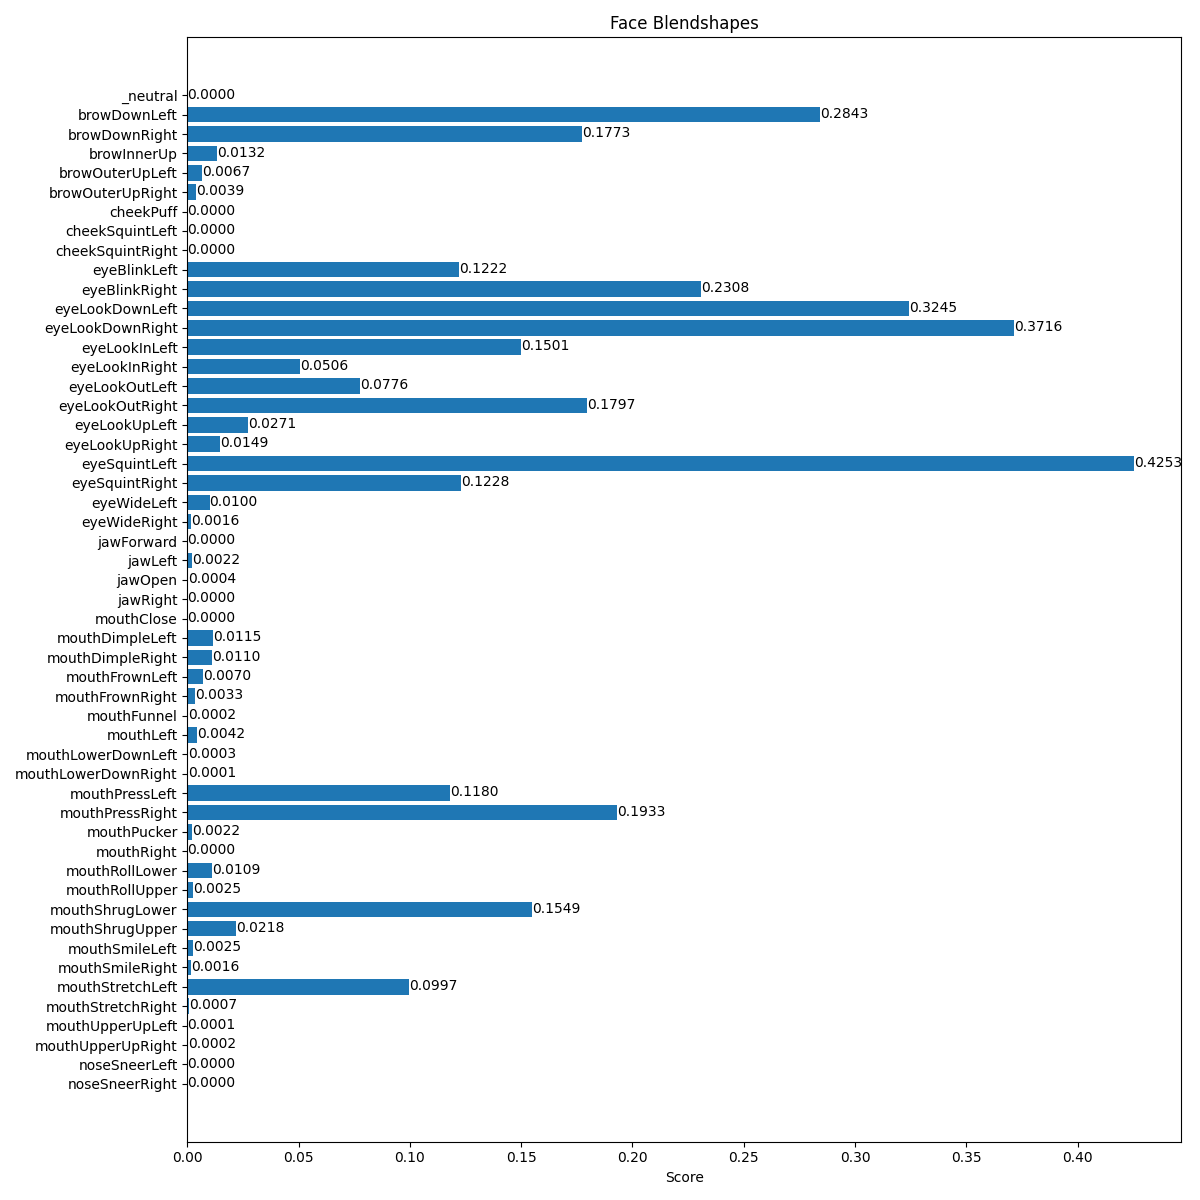 Face Blendshapes
_neutral 0.0000
browDownLeft 0.2843
browDownRight 0.1773
browInnerUp 0.0132
browOuterUpLeft 0.0067
browOuterUpRight 0.0039
cheekPuff 0.0000
cheekSquintLeft 0.0000
cheekSquintRight 0.0000
eyeBlinkLeft 0.1222
eyeBlinkRight 0.2308
eyeLookDownLeft 0.3245
eyeLookDownRight 0.3716
eyeLookInLeft 0.1501
eyeLookInRight 0.0506
eyeLookOutLeft 0.0776
eyeLookOutRight 0.1797
eyeLookUpLeft 0.0271
eyeLookUpRight 0.0149
eyeSquintLeft 0.4253
eyeSquintRight 0.1228
eyeWideLeft 0.0100
eyeWideRight 0.0016
jawForward 0.0000
jawLeft 0.0022
jawOpen 0.0004
jawRight 0.0000
mouthClose 0.0000
mouthDimpleLeft 0.0115
mouthDimpleRight 0.0110
mouthFrownLeft 0.0070
mouthFrownRight 0.0033
mouthFunnel 0.0002
mouthLeft 0.0042
mouthLowerDownLeft 0.0003
mouthLowerDownRight 0.0001
mouthPressLeft 0.1180
mouthPressRight 0.1933
mouthPucker 0.0022
mouthRight 0.0000
mouthRollLower 0.0109
mouthRollUpper 0.0025
mouthShrugLower 0.1549
mouthShrugUpper 0.0218
mouthSmileLeft 0.0025
mouthSmileRight 0.0016
mouthStretchLeft 0.0997
mouthStretchRight 0.0007
mouthUpperUpLeft 0.0001
mouthUpperUpRight 0.0002
noseSneerLeft 0.0000
noseSneerRight 0.0000
0.00 0.05 0.10 0.15 0.20 0.25 0.30 0.35 0.40
Score